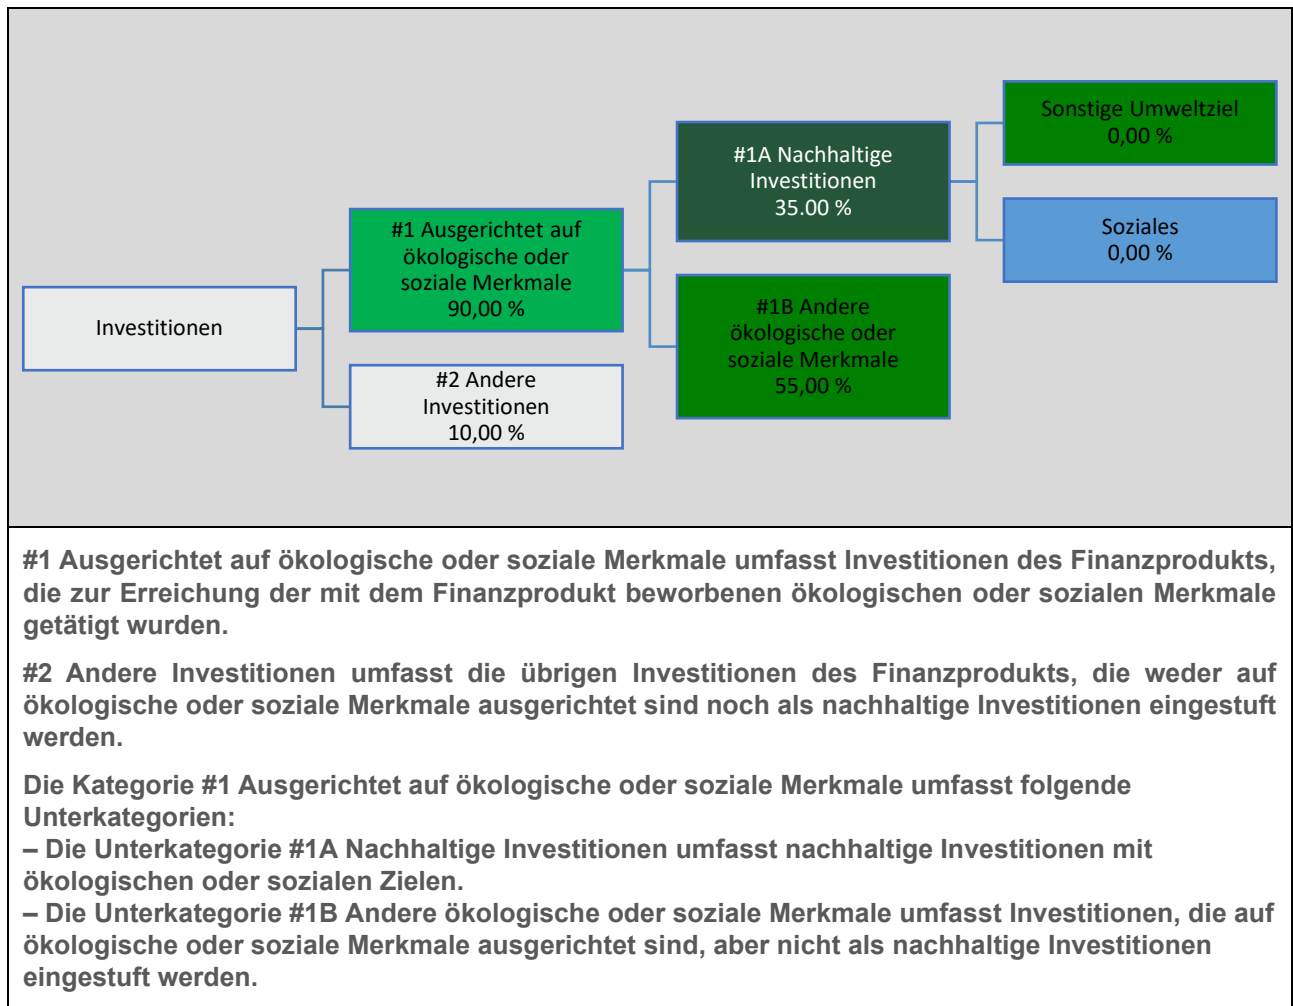 Investitionen
#1 Ausgerichtet auf
ökologische oder
soziale Merkmale
90,00 %
#2 Andere
Investitionen
10,00 %
#1A Nachhaltige
Investitionen
35.00 %
#1B Andere
ökologische oder
soziale Merkmale
55,00 %
Sonstige Umweltziel
0,00 %
Soziales
0,00 %
#1 Ausgerichtet auf ökologische oder soziale Merkmale umfasst Investitionen des Finanzprodukts,
die zur Erreichung der mit dem Finanzprodukt beworbenen ökologischen oder sozialen Merkmale
getätigt wurden.
#2 Andere Investitionen umfasst die übrigen Investitionen des Finanzprodukts, die weder auf
ökologische oder soziale Merkmale ausgerichtet sind noch als nachhaltige Investitionen eingestuft
werden.
Die Kategorie #1 Ausgerichtet auf ökologische oder soziale Merkmale umfasst folgende
Unterkategorien:
– Die Unterkategorie #1A Nachhaltige Investitionen umfasst nachhaltige Investitionen mit
ökologischen oder sozialen Zielen.
– Die Unterkategorie #1B Andere ökologische oder soziale Merkmale umfasst Investitionen, die auf
ökologische oder soziale Merkmale ausgerichtet sind, aber nicht als nachhaltige Investitionen
eingestuft werden.